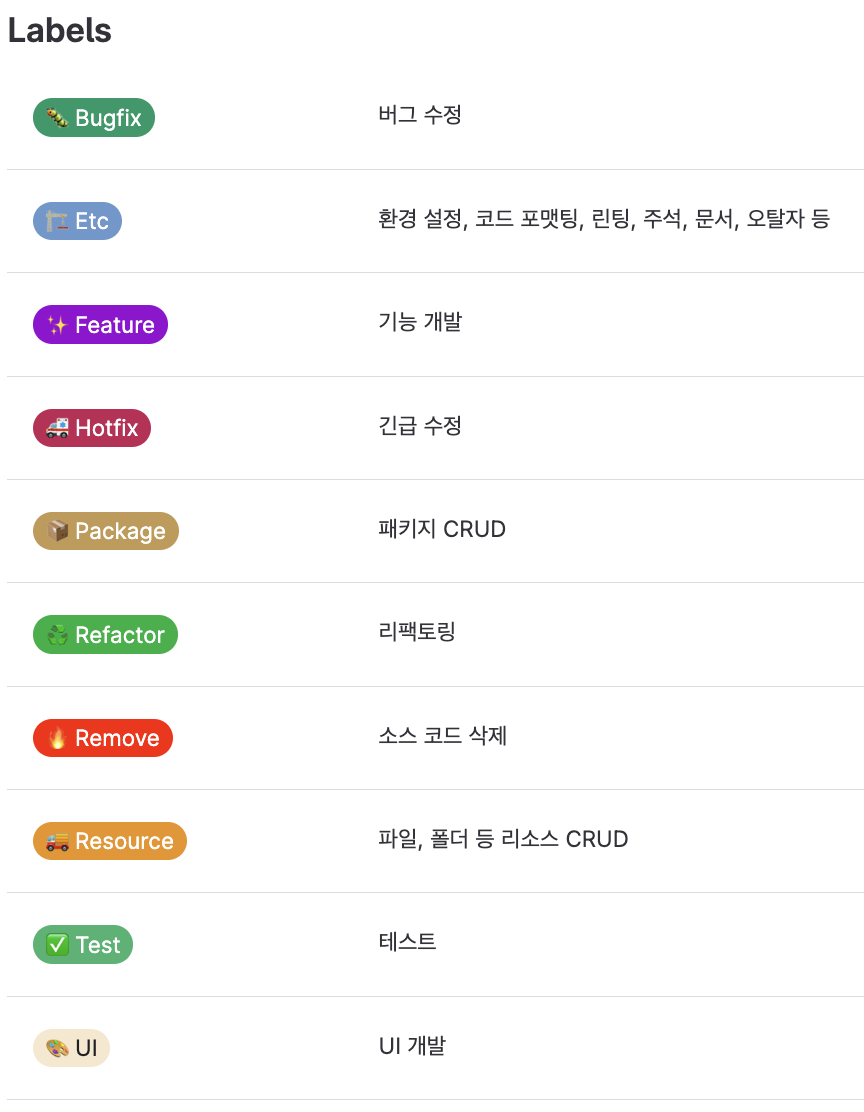 Labels
🐛 Bugfix 버그 수정
🏗️ Etc 환경 설정, 코드 포맷팅, 린팅, 주석, 문서, 오탈자 등
✨ Feature 기능 개발
🚑 Hotfix 긴급 수정
📦 Package 패키지 CRUD
♻️ Refactor 리팩토링
🔥 Remove 소스 코드 삭제
🚚 Resource 파일, 폴더 등 리소스 CRUD
✅ Test 테스트
🎨 UI UI 개발